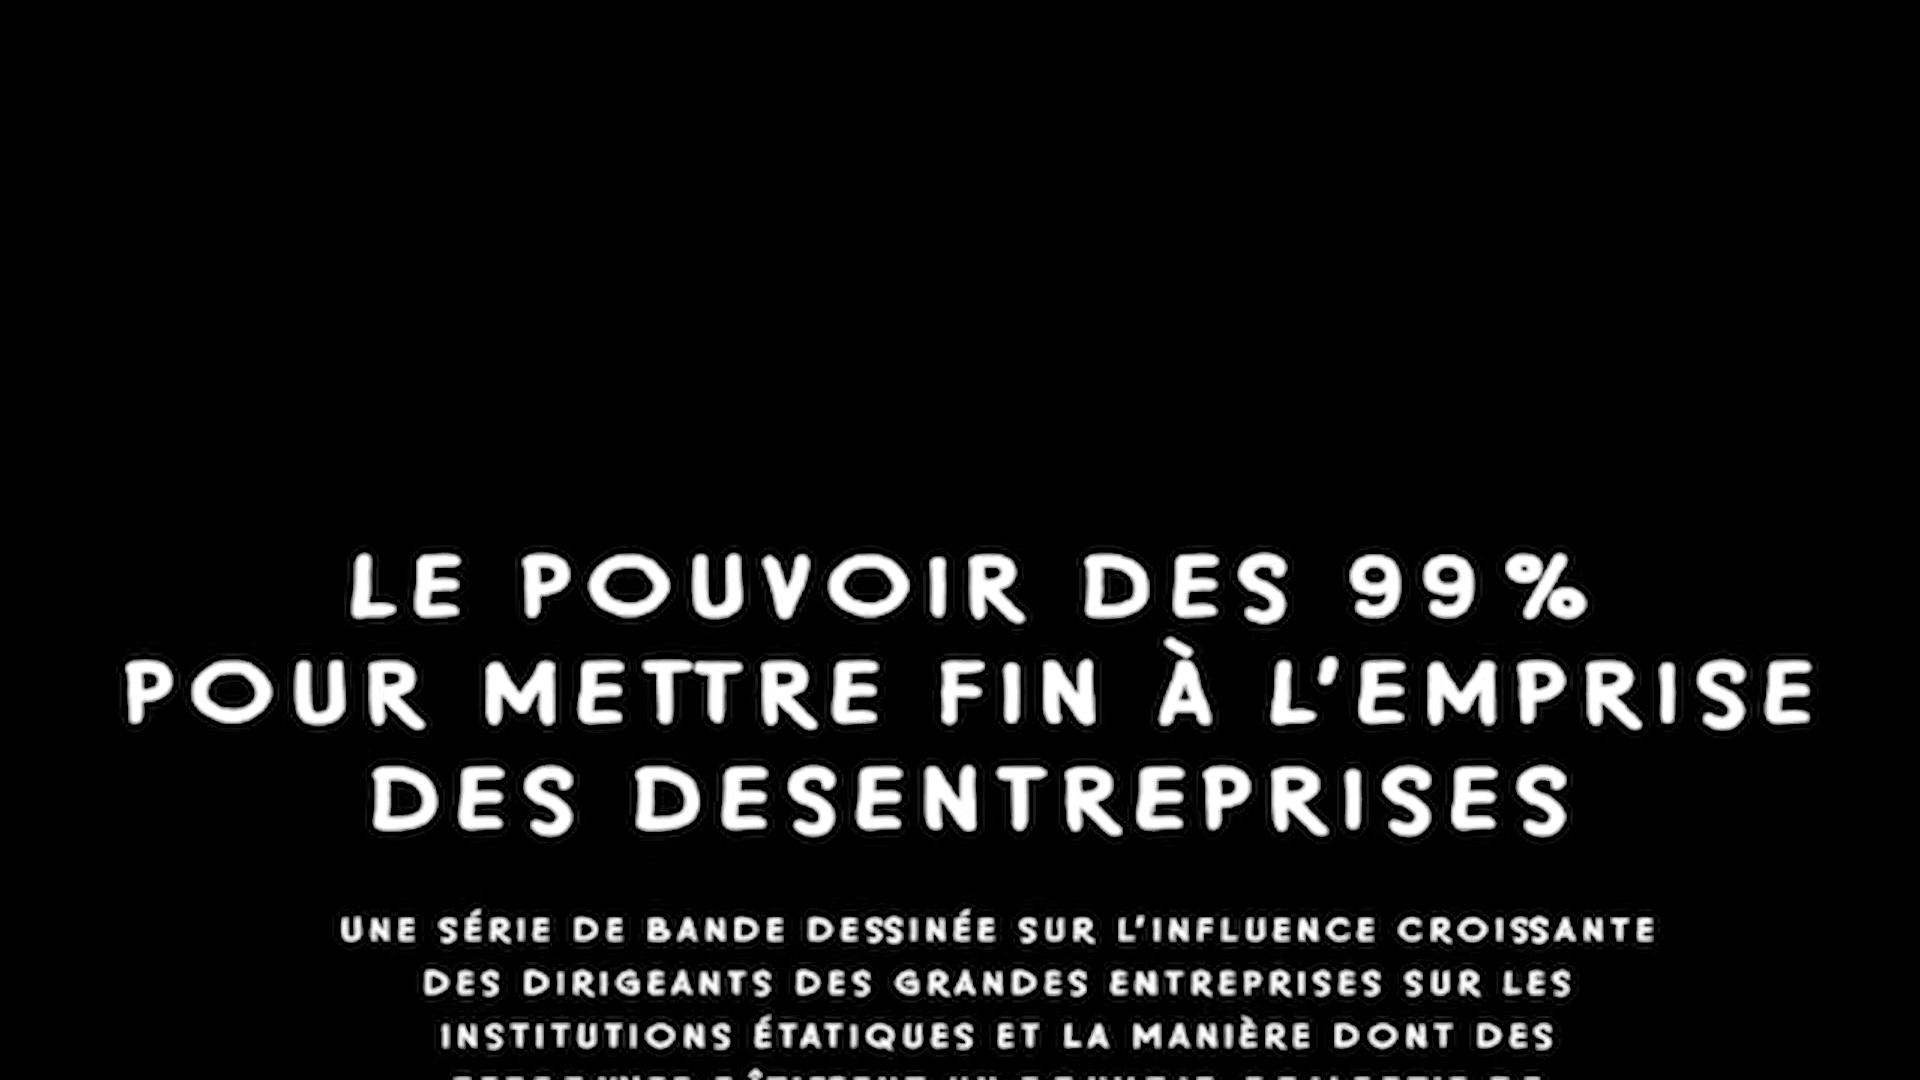 LE POUVOIR DES 99%
POUR METTRE FIN À L'EMPRISE
DES DESENTREPRISES
UNE SÉRIE DE BANDE DESSINÉE SUR L'INFLUENCE CROISSANTE
DES DIRIGEANTS DES GRANDES ENTREPRISES SUR LES
INSTITUTIONS ÉTATIQUES ET LA MANIÈRE DONT DES